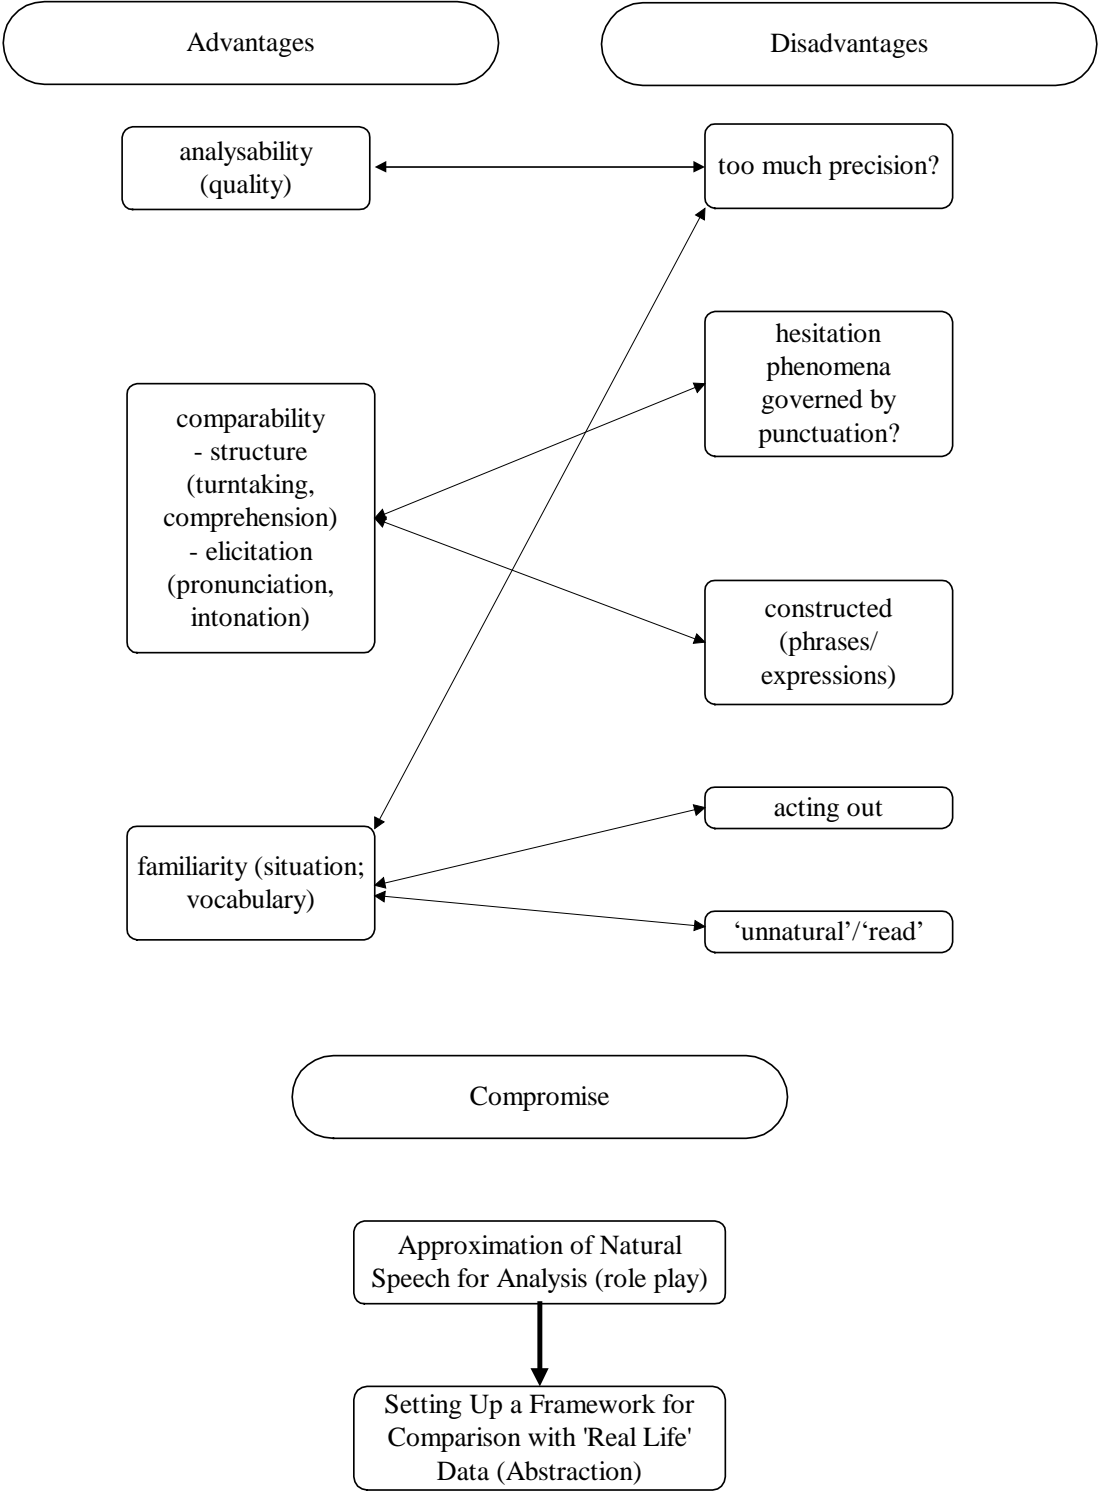 Advantages
Disadvantages
analysability
(quality)
too much precision?
hesitation
phenomena
governed by
punctuation?
comparability
- structure
(turntaking,
comprehension)
- elicitation
(pronunciation,
intonation)
constructed
(phrases/
expressions)
acting out
familiarity (situation;
vocabulary)
‘unnatural’/‘read’
Compromise
Approximation of Natural
Speech for Analysis (role play)
Setting Up a Framework for
Comparison with 'Real Life'
Data (Abstraction)